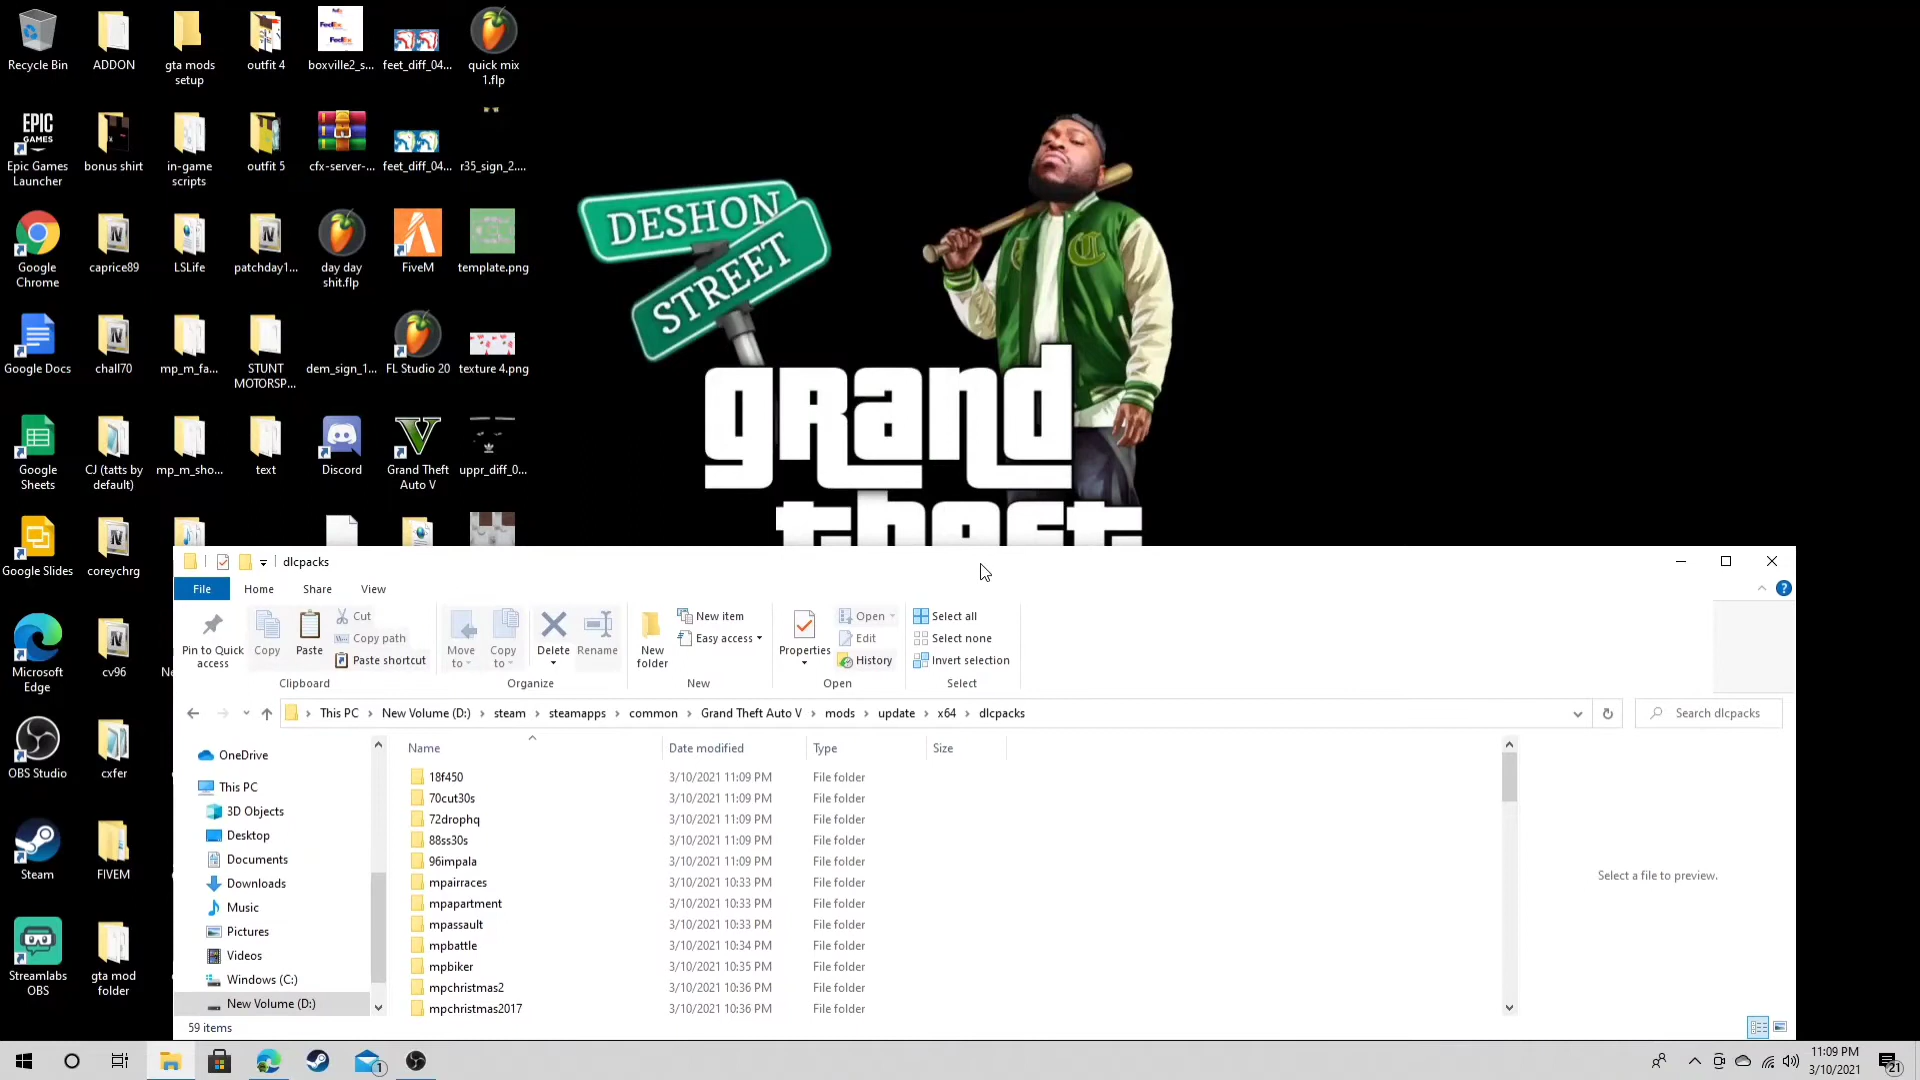 Recycle Bin
ADDON
gta mods
setup
outfit 4
boxville2_s...
feet_diff_04...
quick mix
1.flp
FedEx
FedEx
EPIC
GAMES
Epic Games
Launcher
bonus shirt
in-game
scripts
outfit 5
cfx-server-...
feet_diff_04...
r35_sign_2....
Google
Chrome
caprice89
LSLife
patchday1...
day day
shit.flp
FiveM
template.png
Google Docs
chall70
mp_m_fa...
STUNT
MOTORSP...
dem_sign_1...
FL Studio 20
texture 4.png
Google
Sheets
CJ (tatts by
default)
mp_m_sho...
text
Discord
Grand Theft
Auto V
uppr_diff_0...
Google Slides
coreychrg
Microsoft
Edge
cv96
OBS Studio
cxfer
Steam
FIVEM
Streamlabs
OBS
gta mod
folder
DESHON
STREET
grand
theft
dlcpacks
File
Home
Share
View
Pin to Quick
access
Copy
Paste
Cut
Copy path
Paste shortcut
Clipboard
Move
to
Copy
to
Delete
Rename
Organize
New
folder
New item
Easy access
New
Properties
Open
Edit
History
Open
Select all
Select none
Invert selection
Select
This PC > New Volume (D:) > steam > steamapps > common > Grand Theft Auto V > mods > update > x64 > dlcpacks
Search dlcpacks
OneDrive
This PC
3D Objects
Desktop
Documents
Downloads
Music
Pictures
Videos
Windows (C:)
New Volume (D:)
Name Date modified Type Size
18f450 3/10/2021 11:09 PM File folder
70cut30s 3/10/2021 11:09 PM File folder
72drophq 3/10/2021 11:09 PM File folder
88ss30s 3/10/2021 11:09 PM File folder
96impala 3/10/2021 11:09 PM File folder
mpairraces 3/10/2021 10:33 PM File folder
mpapartment 3/10/2021 10:33 PM File folder
mpassault 3/10/2021 10:33 PM File folder
mpbattle 3/10/2021 10:34 PM File folder
mpbiker 3/10/2021 10:35 PM File folder
mpchristmas2 3/10/2021 10:36 PM File folder
mpchristmas2017 3/10/2021 10:36 PM File folder
Select a file to preview.
59 items
1
11:09 PM
3/10/2021
21